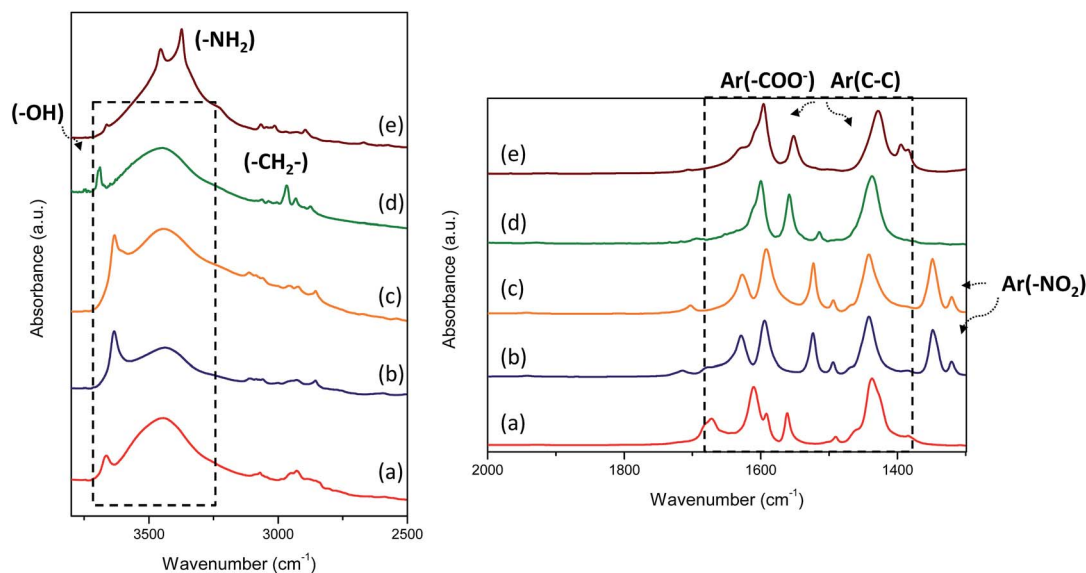 (-NH₂)
(-OH)
(e)
(-CH₂-)
(d)
(c)
(b)
(a)
Absorbance (a.u.)
3500 3000 2500
Wavenumber (cm⁻¹)
Ar(-COO⁻) Ar(C-C)
(e)
(d)
(c)
Ar(-NO₂)
(b)
(a)
Absorbance (a.u.)
2000 1800 1600 1400
Wavenumber (cm⁻¹)